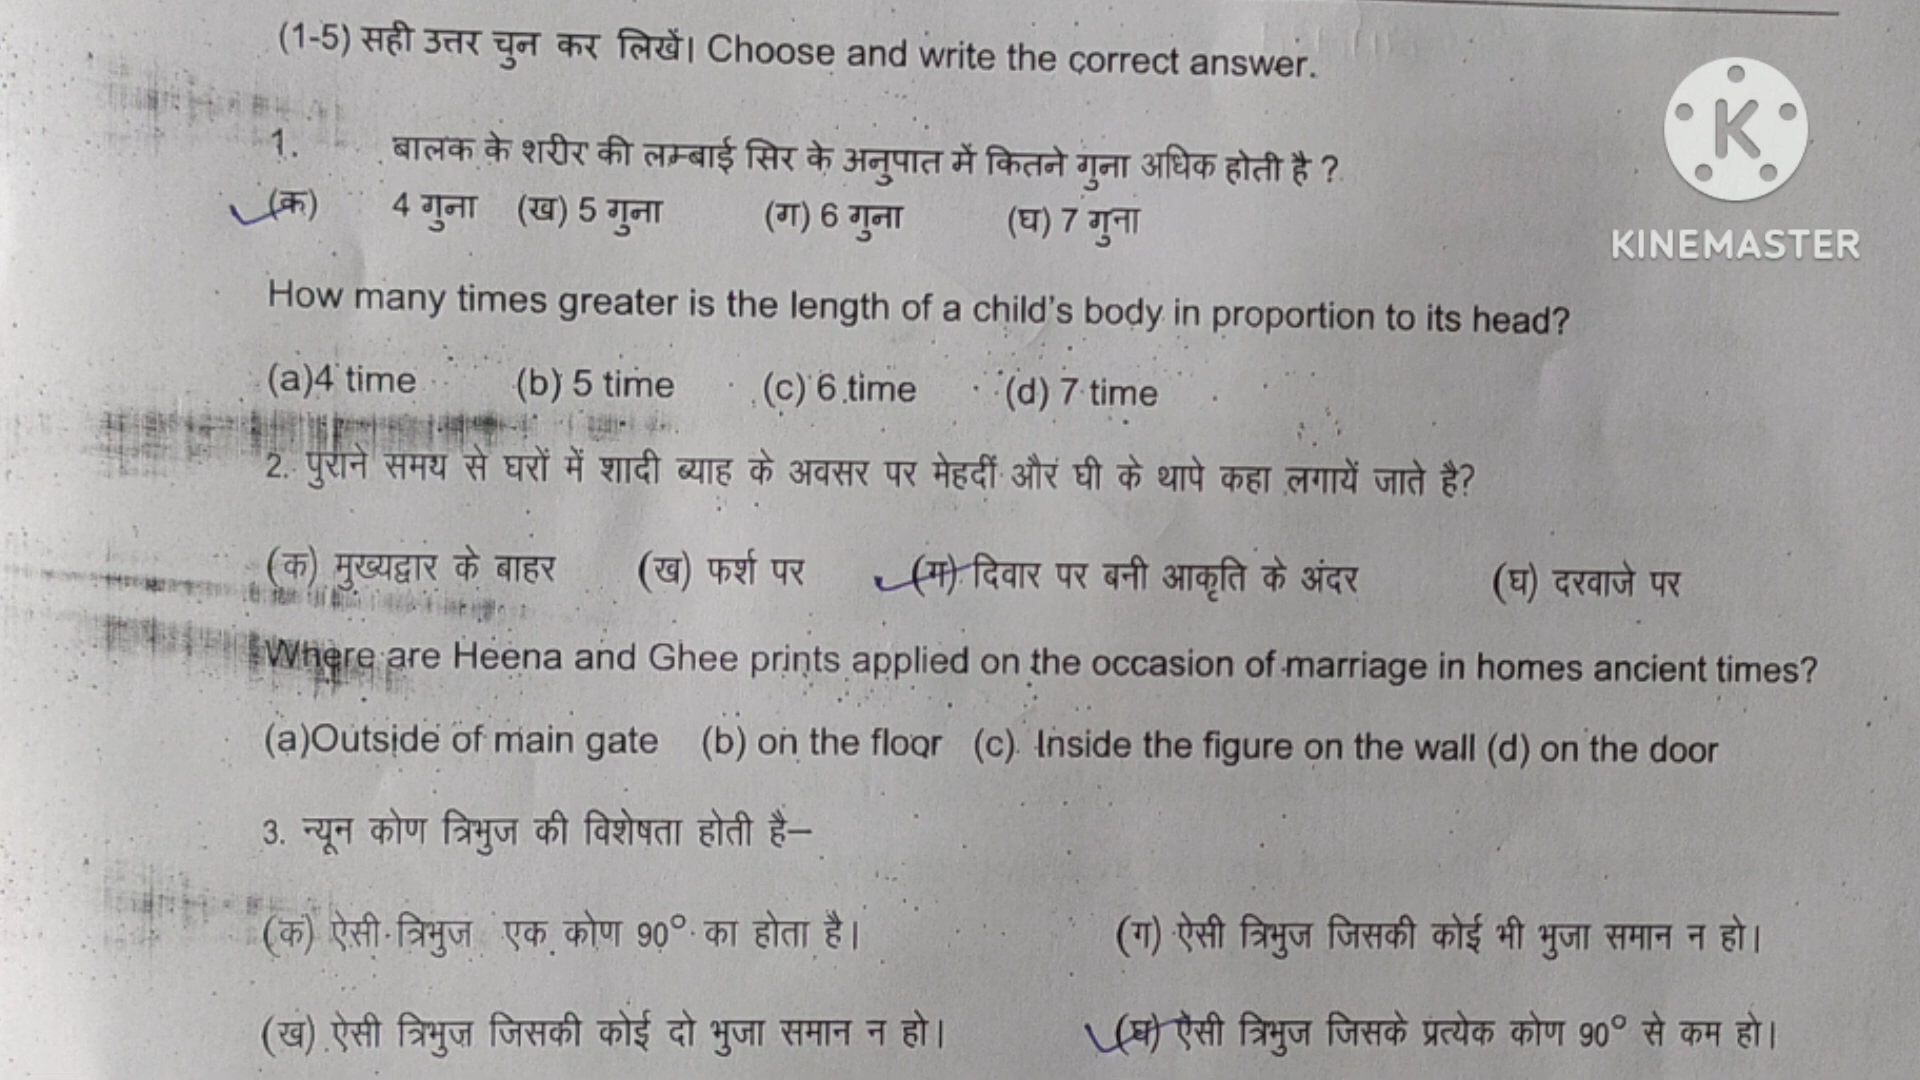 (1-5) सही उत्तर चुन कर लिखें। Choose and write the correct answer.
1. बालक के शरीर की लम्बाई सिर के अनुपात में कितने गुना अधिक होती है ?
(क) 4 गुना (ख) 5 गुना (ग) 6 गुना (घ) 7 गुना
How many times greater is the length of a child's body in proportion to its head?
(a)4 time (b) 5 time (c) 6 time (d) 7 time
2. पुराने समय से घरों में शादी ब्याह के अवसर पर मेहर्दी और घी के थापे कहा लगायें जाते है?
(क) मुख्यद्वार के बाहर (ख) फर्श पर (ग) दिवार पर बनी आकृति के अंदर (घ) दरवाजे पर
Where are Heena and Ghee prints applied on the occasion of marriage in homes ancient times?
(a)Outside of main gate (b) on the floor (c) Inside the figure on the wall (d) on the door
3. न्यून कोण त्रिभुज की विशेषता होती है–
(क) ऐसी त्रिभुज एक कोण 90° का होता है। (ग) ऐसी त्रिभुज जिसकी कोई भी भुजा समान न हो।
(ख) ऐसी त्रिभुज जिसकी कोई दो भुजा समान न हो। (घ) ऐसी त्रिभुज जिसके प्रत्येक कोण 90° से कम हो।
K
KINEMASTER